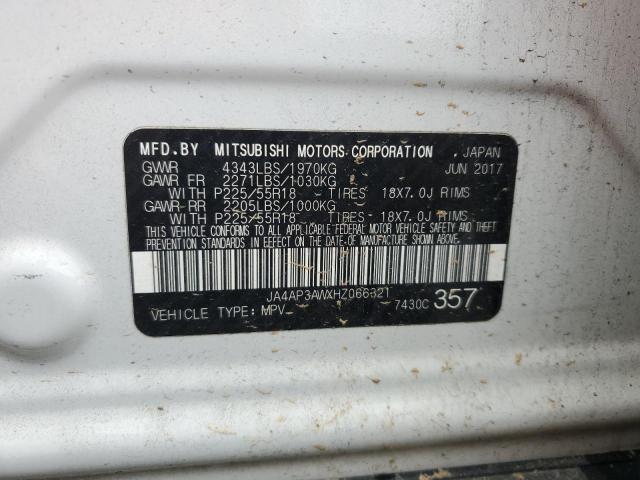 MFD.BY MITSUBISHI MOTORS CORPORATION JAPAN
GVWR 4343LBS/1970KG JUN 2017
GAWR FR 2271LBS/1030KG
WITH P225/55R18 TIRES 18X7.0J RIMS
GAWR RR 2205LBS/1000KG
WITH P225/55R18 TIRES 18X7.0J RIMS
THIS VEHICLE CONFORMS TO ALL APPLICABLE FEDERAL MOTOR VEHICLE SAFETY AND THEFT
PREVENTION STANDARDS IN EFFECT ON THE DATE OF MANUFACTURE SHOWN ABOVE.
JA4AP3AWXHZ066321
VEHICLE TYPE: MPV 7430C 357